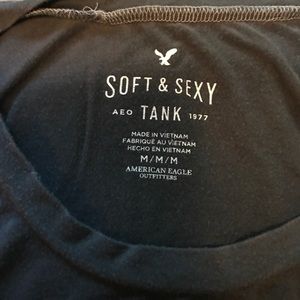 SOFT & SEXY
AEO TANK 1977
MADE IN VIETNAM
FABRIQUÉ AU VIETNAM
HECHO EN VIETNAM
M/M/M
AMERICAN EAGLE
OUTFITTERS